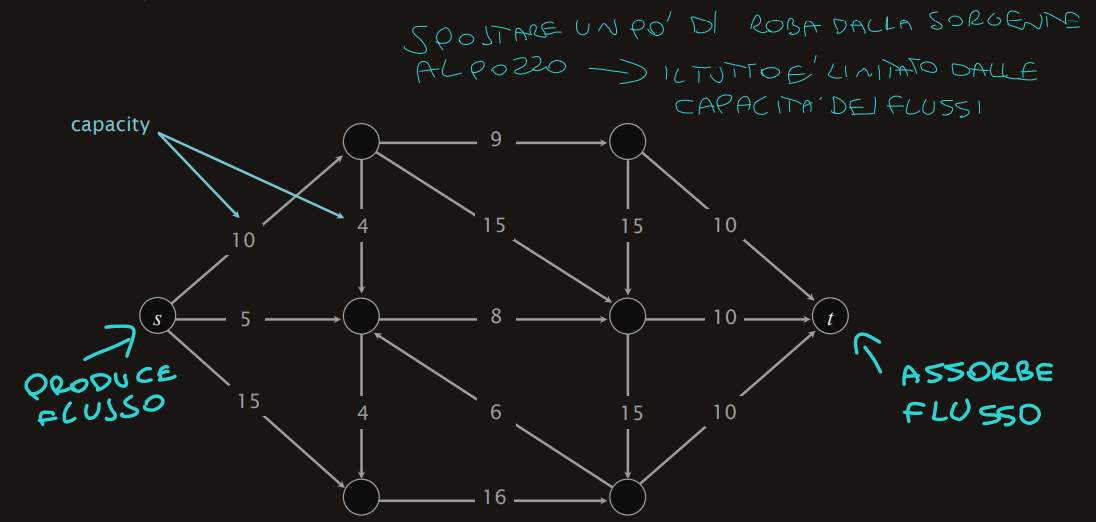 SPOSTARE UN PO' DI ROBA DALLA SORGENTE
AL POZZO → IL TUTTO E' LIMITATO DALLE
CAPACITA' DEI FLUSSI
capacity
9
4
15
15
10
10
s
5
8
10
t
PRODUCE
FLUSSO
ASSORBE
FLUSSO
15
4
6
15
10
16